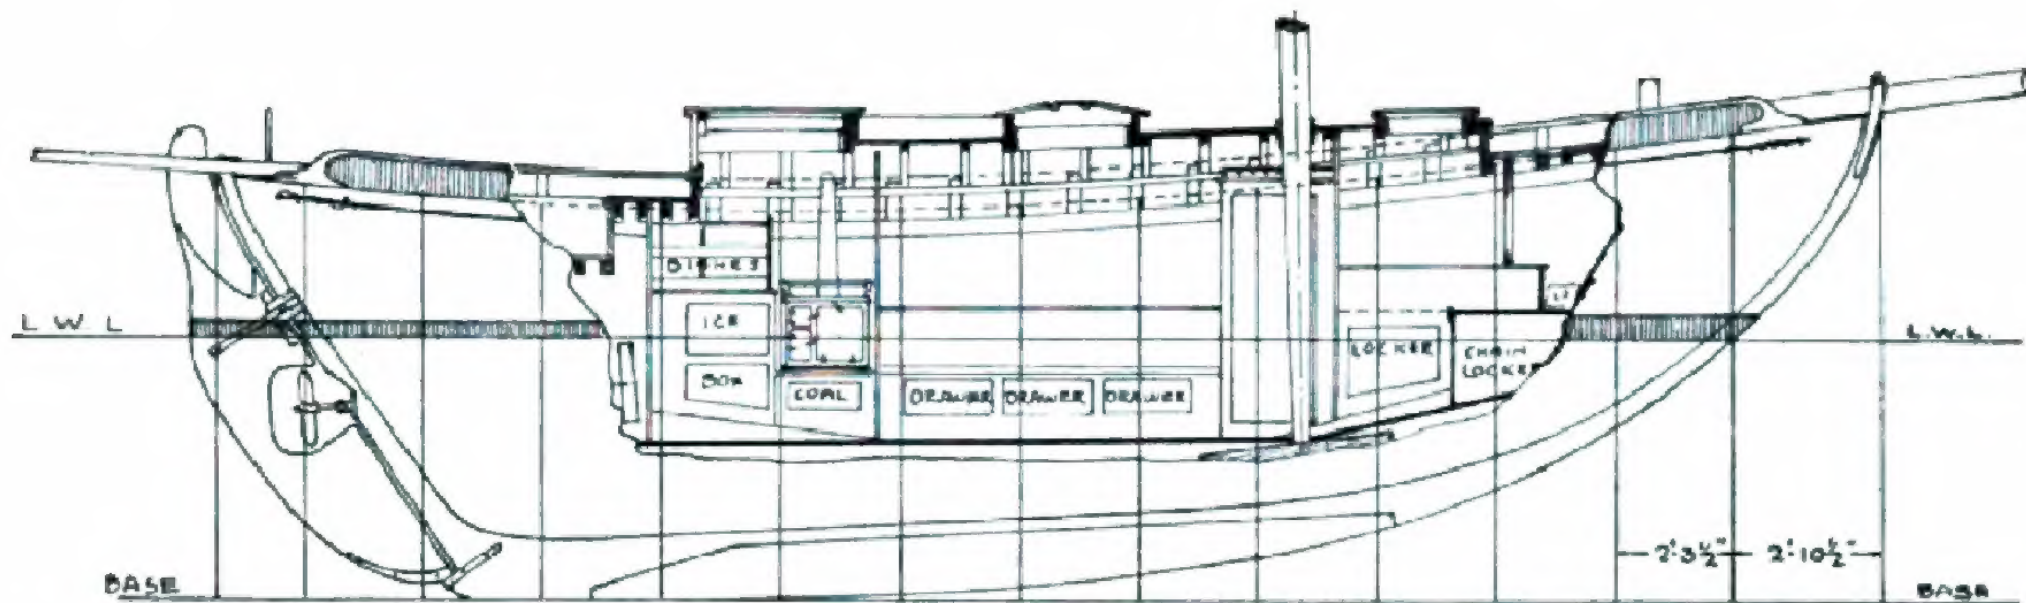 DISHES
L. W. L
ICE
LOCKER
CHAIN
LOCKER
L.W.L.
BOX
COAL
DRAWER
DRAWER
DRAWER
2'3½"
2'10½"
BASE
BASE